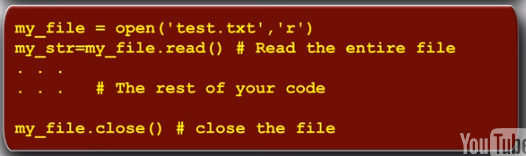 my_file = open('test.txt','r')
my_str=my_file.read() # Read the entire file
. . .
. . .   # The rest of your code
my_file.close() # close the file
YouTube